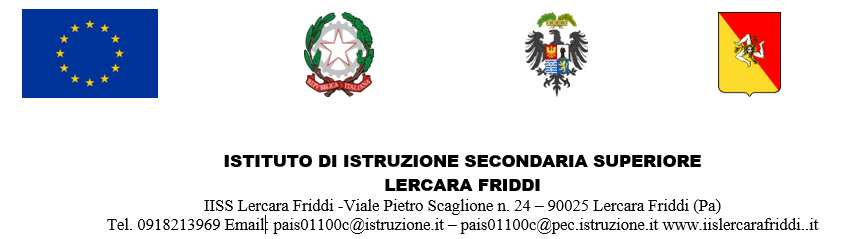 REPVBBLICA ITALIANA
ISTITUTO DI ISTRUZIONE SECONDARIA SUPERIORE
LERCARA FRIDDI
IISS Lercara Friddi -Viale Pietro Scaglione n. 24 – 90025 Lercara Friddi (Pa)
Tel. 0918213969 Email: pais01100c@istruzione.it – pais01100c@pec.istruzione.it www.iislercarafriddi..it